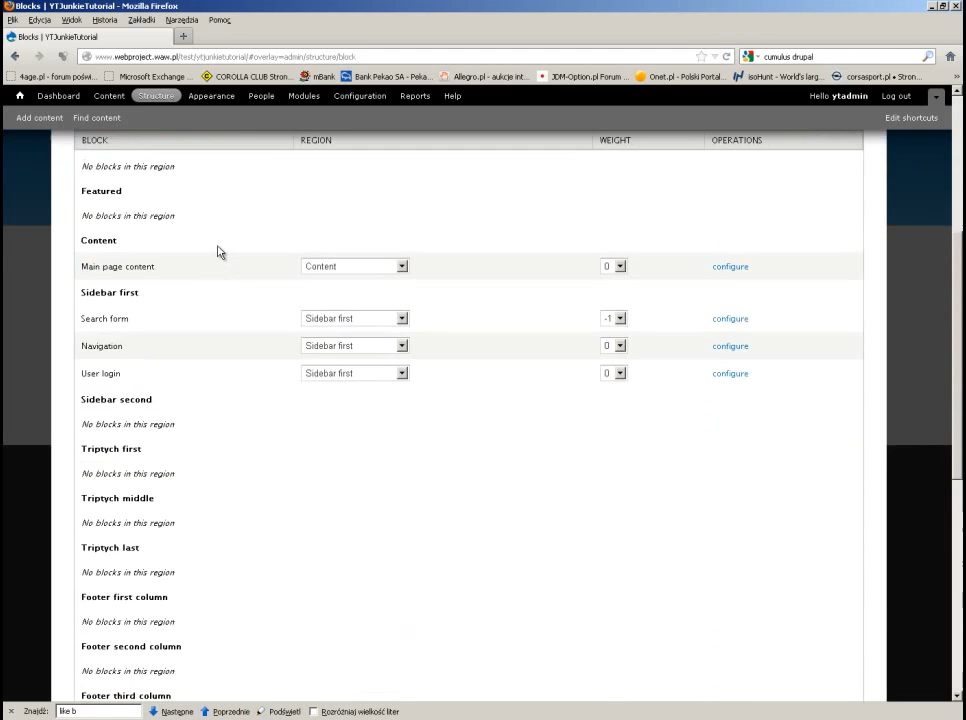 Blocks | YTJunkieTutorial - Mozilla Firefox
Plik Edycja Widok Historia Zakładki Narzędzia Pomoc
Blocks | YTJunkieTutorial +
www.webproject.waw.pl/test/ytjunkietutorial/#overlay=admin/structure/block cumulus drupal
4age.pl - forum poświ... Microsoft Exchange ... COROLLA CLUB Stron... mBank Bank Pekao SA - Peka... Allegro.pl - aukcje int... JDM-Option.pl Forum ... Onet.pl - Polski Portal... isoHunt - World's larg... corsasport.pl • Stron...
Dashboard Content Structure Appearance People Modules Configuration Reports Help Hello ytadmin Log out
Add content Find content Edit shortcuts
BLOCK REGION WEIGHT OPERATIONS
No blocks in this region
Featured
No blocks in this region
Content
Main page content Content 0 configure
Sidebar first
Search form Sidebar first -1 configure
Navigation Sidebar first 0 configure
User login Sidebar first 0 configure
Sidebar second
No blocks in this region
Triptych first
No blocks in this region
Triptych middle
No blocks in this region
Triptych last
No blocks in this region
Footer first column
No blocks in this region
Footer second column
No blocks in this region
Footer third column
Znajdź: like b Następne Poprzednie Podświetl Rozróżniaj wielkość liter